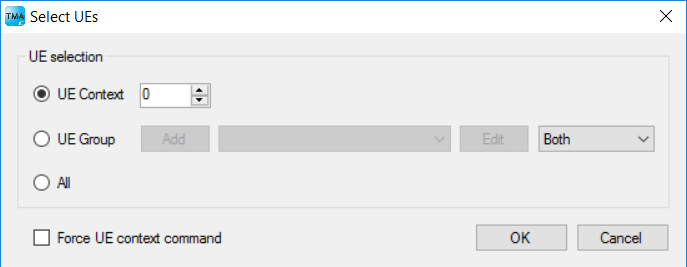 TMA Select UEs
UE selection
UE Context 0
UE Group Add Edit Both
All
Force UE context command OK Cancel